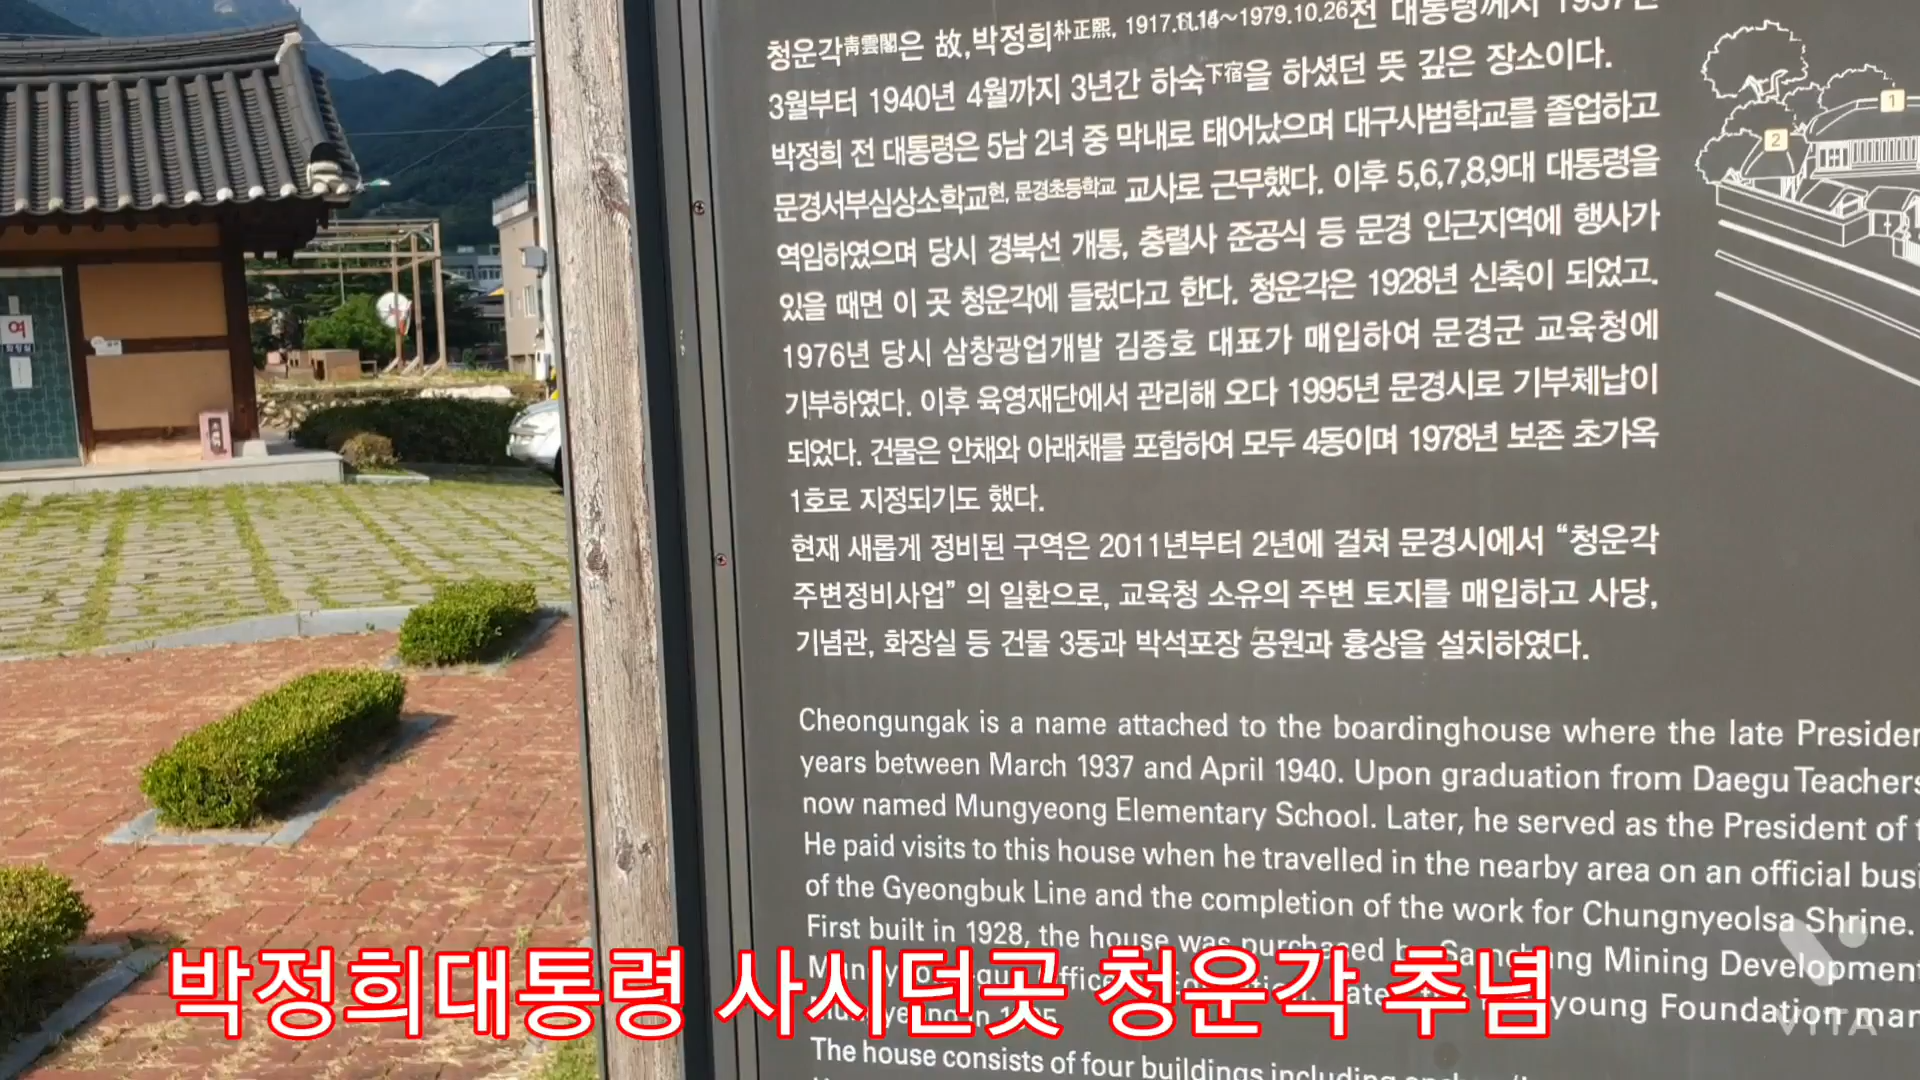 청운각靑雲閣은 故,박정희朴正熙, 1917.11.14~1979.10.26전 대통령께서 1937년
3월부터 1940년 4월까지 3년간 하숙下宿을 하셨던 뜻 깊은 장소이다.
박정희 전 대통령은 5남 2녀 중 막내로 태어났으며 대구사범학교를 졸업하고
문경서부심상소학교현, 문경초등학교 교사로 근무했다. 이후 5,6,7,8,9대 대통령을
역임하였으며 당시 경북선 개통, 충렬사 준공식 등 문경 인근지역에 행사가
있을 때면 이 곳 청운각에 들렀다고 한다. 청운각은 1928년 신축이 되었고.
1976년 당시 삼창광업개발 김종호 대표가 매입하여 문경군 교육청에
기부하였다. 이후 육영재단에서 관리해 오다 1995년 문경시로 기부체납이
되었다. 건물은 안채와 아래채를 포함하여 모두 4동이며 1978년 보존 초가옥
1호로 지정되기도 했다.
현재 새롭게 정비된 구역은 2011년부터 2년에 걸쳐 문경시에서 “청운각
주변정비사업” 의 일환으로, 교육청 소유의 주변 토지를 매입하고 사당,
기념관, 화장실 등 건물 3동과 박석포장 공원과 흉상을 설치하였다.
Cheongungak is a name attached to the boardinghouse where the late Presiden
years between March 1937 and April 1940. Upon graduation from Daegu Teachers
now named Mungyeong Elementary School. Later, he served as the President of
He paid visits to this house when he travelled in the nearby area on an official busi
of the Gyeongbuk Line and the completion of the work for Chungnyeolsa Shrine.
First built in 1928, the house was purchased by Samchang Mining Development
young Foundation man
The house consists of four buildings including
1
2
여
화장실
박정희대통령 사시던곳 청운각 추념
VITA